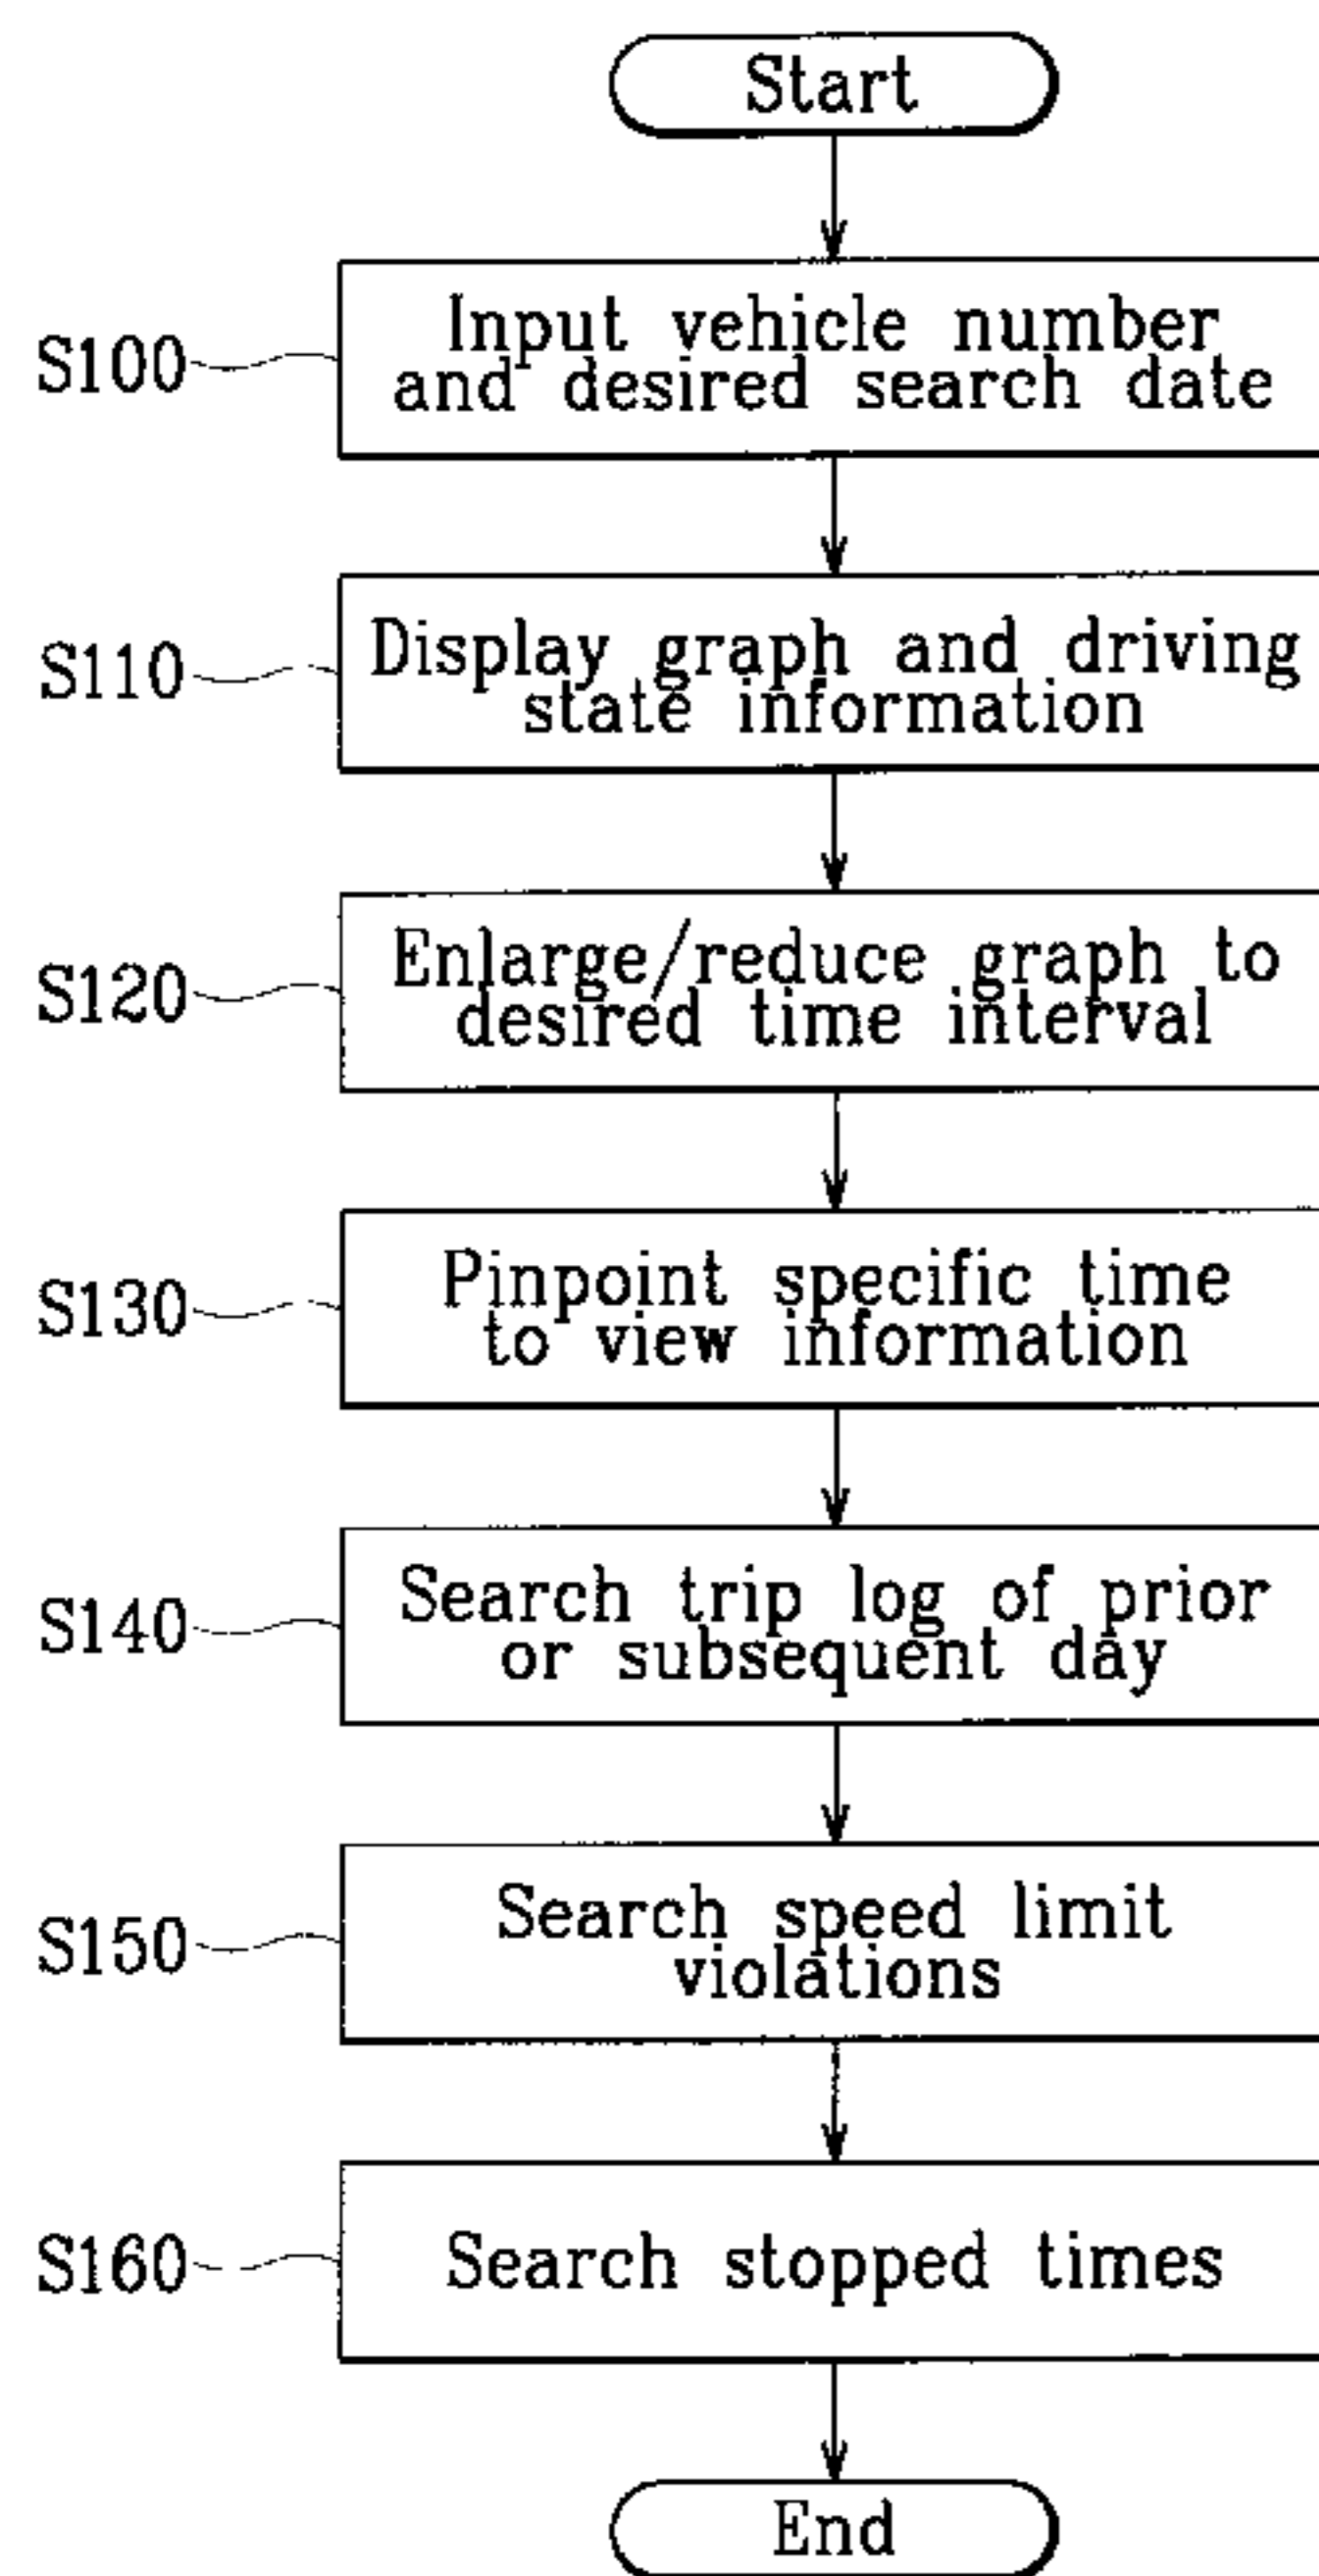 Start
S100
Input vehicle number
and desired search date
S110
Display graph and driving
state information
S120
Enlarge/reduce graph to
desired time interval
S130
Pinpoint specific time
to view information
S140
Search trip log of prior
or subsequent day
S150
Search speed limit
violations
S160
Search stopped times
End